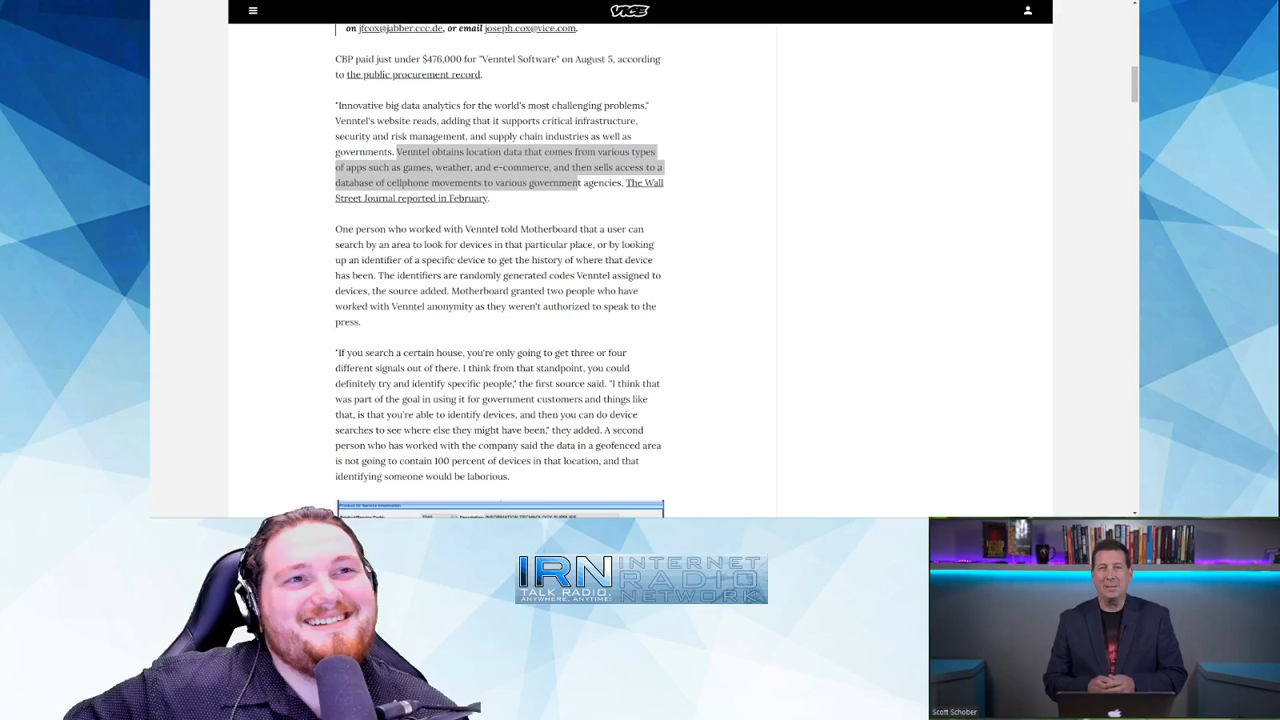 VICE
on jfcox@jabber.ccc.de, or email joseph.cox@vice.com.
CBP paid just under $476,000 for "Venntel Software" on August 5, according
to the public procurement record.
"Innovative big data analytics for the world's most challenging problems,"
Venntel's website reads, adding that it supports critical infrastructure,
security and risk management, and supply chain industries as well as
governments. Venntel obtains location data that comes from various types
of apps such as games, weather, and e-commerce, and then sells access to a
database of cellphone movements to various government agencies, The Wall
Street Journal reported in February.
One person who worked with Venntel told Motherboard that a user can
search by an area to look for devices in that particular place, or by looking
up an identifier of a specific device to get the history of where that device
has been. The identifiers are randomly generated codes Venntel assigned to
devices, the source added. Motherboard granted two people who have
worked with Venntel anonymity as they weren't authorized to speak to the
press.
"If you search a certain house, you're only going to get three or four
different signals out of there. I think from that standpoint, you could
definitely try and identify specific people," the first source said. "I think that
was part of the goal in using it for government customers and things like
that, is that you're able to identify devices, and then you can do device
searches to see where else they might have been," they added. A second
person who has worked with the company said the data in a geofenced area
is not going to contain 100 percent of devices in that location, and that
identifying someone would be laborious.
IRN INTERNET
RADIO
NETWORK
TALK RADIO.
ANYWHERE, ANYTIME.
Scott Schober